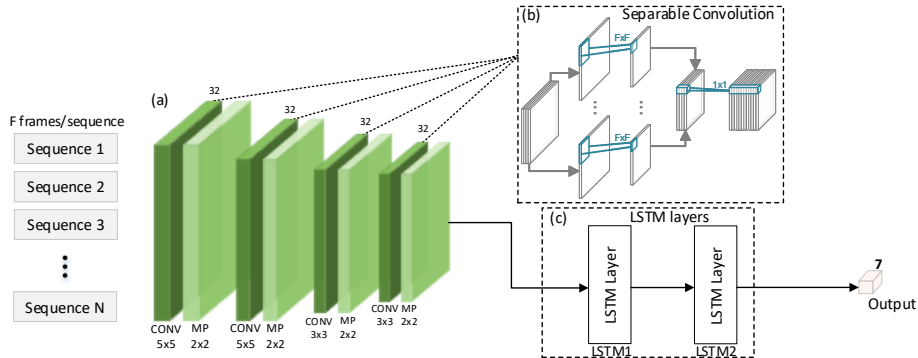 (b)
Separable Convolution
FxF
FxF
1x1
(a)
32
32
32
32
F frames/sequence
Sequence 1
Sequence 2
Sequence 3
Sequence N
CONV
5x5
MP
2x2
CONV
5x5
MP
2x2
CONV
3x3
MP
2x2
CONV
3x3
MP
2x2
(c)
LSTM layers
LSTM Layer
LSTM1
LSTM Layer
LSTM2
7
Output